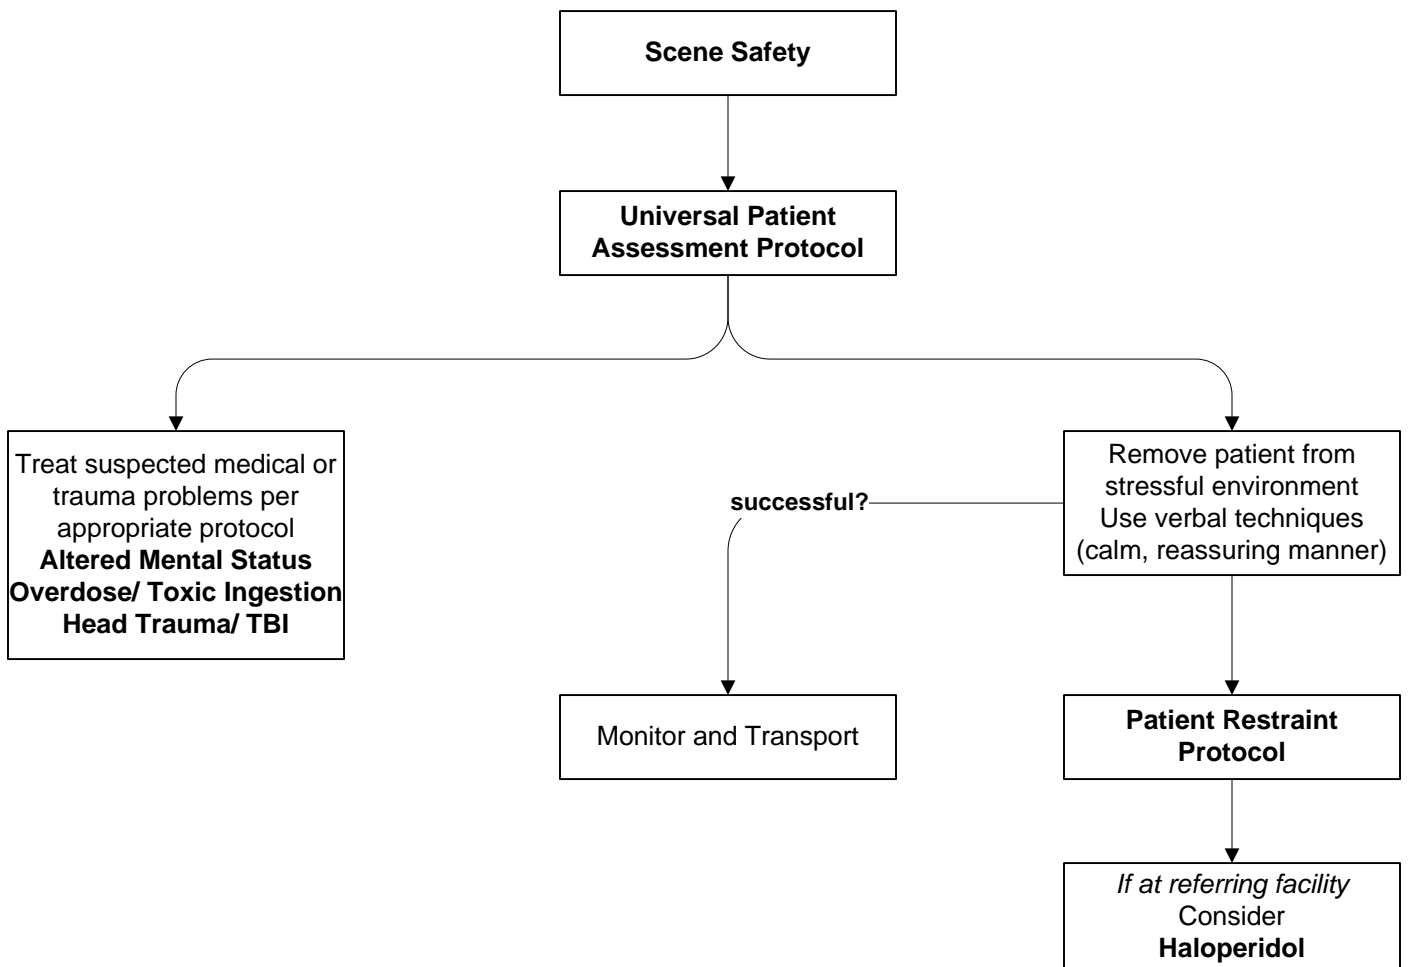 Scene Safety
Universal Patient
Assessment Protocol
Treat suspected medical or
trauma problems per
appropriate protocol
Altered Mental Status
Overdose/ Toxic Ingestion
Head Trauma/ TBI
successful?
Remove patient from
stressful environment
Use verbal techniques
(calm, reassuring manner)
Monitor and Transport
Patient Restraint
Protocol
If at referring facility
Consider
Haloperidol